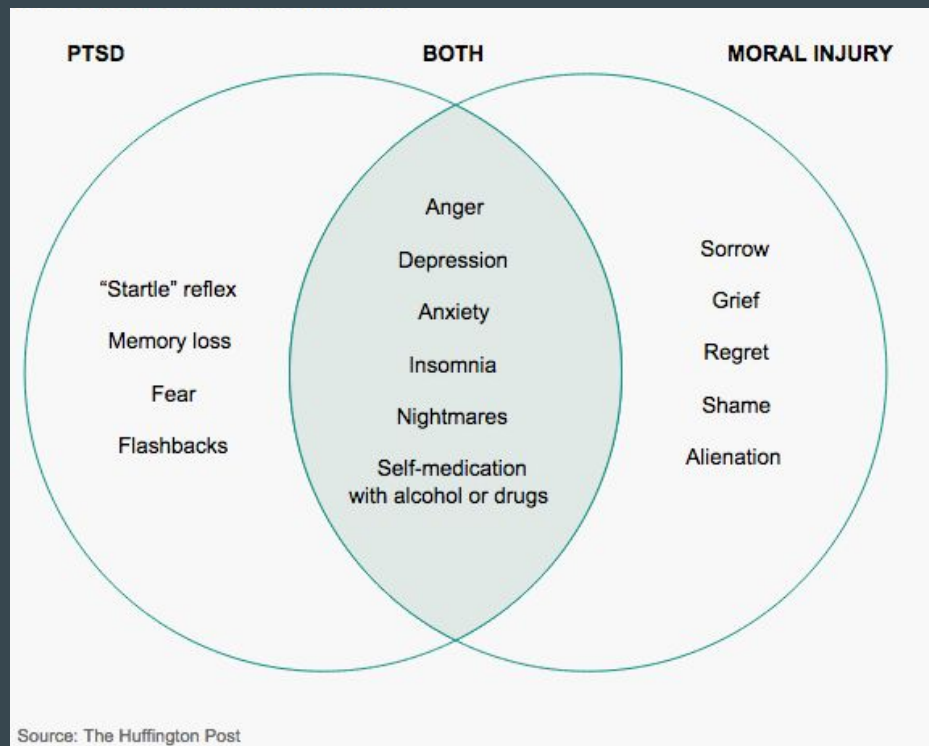 PTSD
BOTH
MORAL INJURY
“Startle” reflex
Memory loss
Fear
Flashbacks
Anger
Depression
Anxiety
Insomnia
Nightmares
Self-medication
with alcohol or drugs
Sorrow
Grief
Regret
Shame
Alienation
Source: The Huffington Post